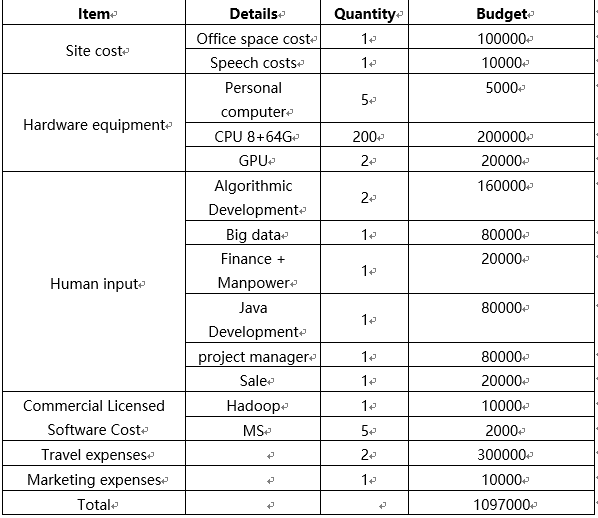 Item Details Quantity Budget
Site cost Office space cost 1 100000
Speech costs 1 10000
Hardware equipment Personal computer 5 5000
CPU 8+64G 200 200000
GPU 2 20000
Human input Algorithmic Development 2 160000
Big data 1 80000
Finance + Manpower 1 20000
Java Development 1 80000
project manager 1 80000
Sale 1 20000
Commercial Licensed Software Cost Hadoop 1 10000
MS 5 2000
Travel expenses 2 300000
Marketing expenses 1 10000
Total 1097000